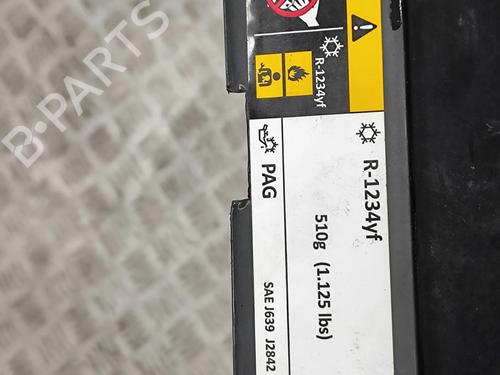 R-1234yf
R-1234yf
510g (1.125 lbs)
PAG
SAE J639 J2842
B-PARTS